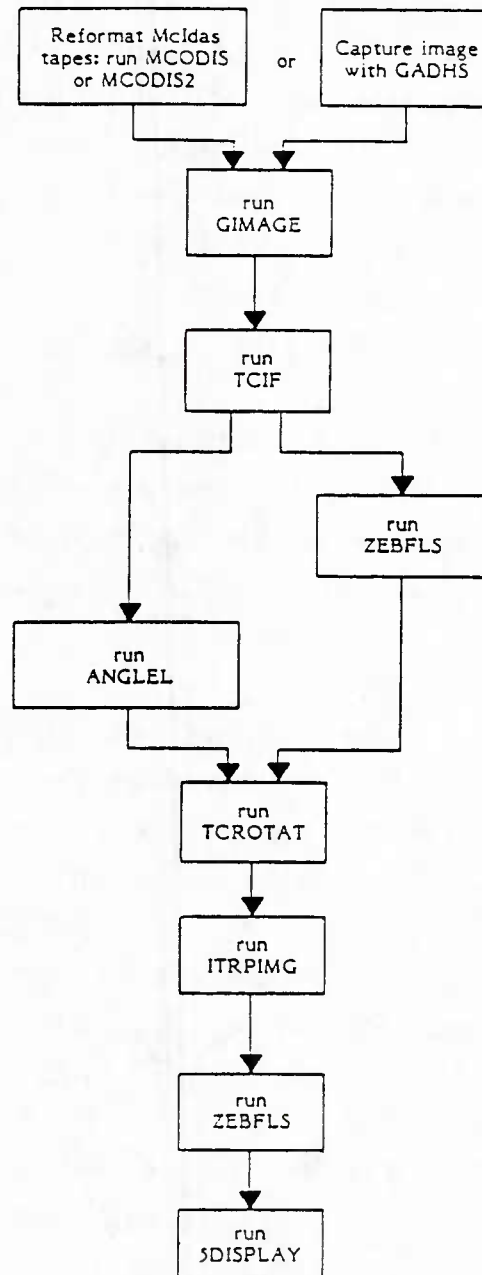 Reformat McIdas
tapes: run MCODIS
or MCODIS2
or
Capture image
with GADHS
run
GIMAGE
run
TCIF
run
ZEBFLS
run
ANGLEL
run
TCROTAT
run
ITRPIMG
run
ZEBFLS
run
5DISPLAY